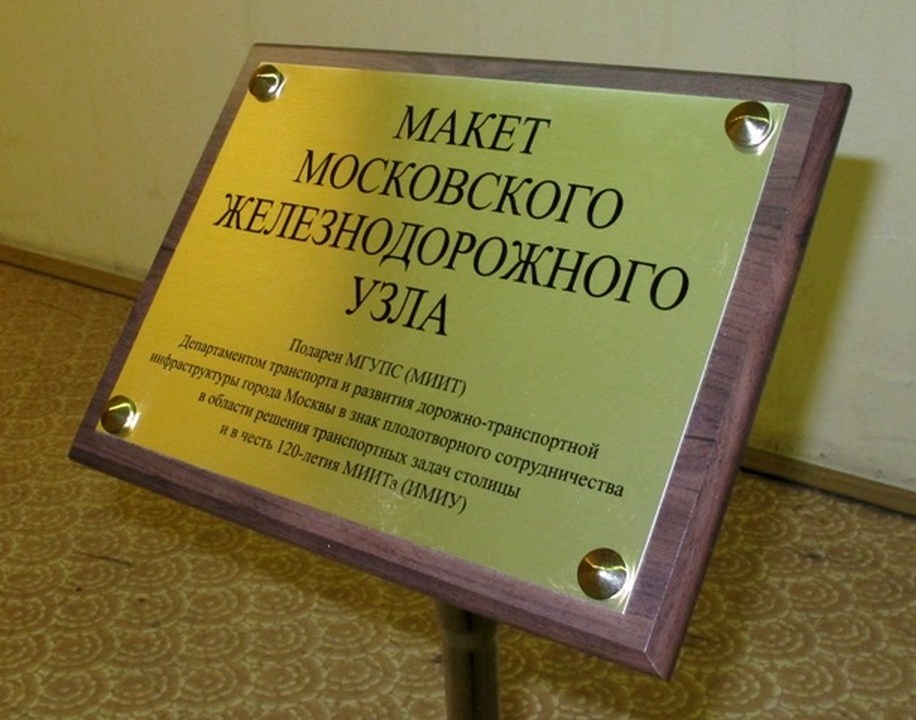 МАКЕТ
МОСКОВСКОГО
ЖЕЛЕЗНОДОРОЖНОГО
УЗЛА
Подарен МГУПС (МИИТ)
Департаментом транспорта и развития дорожно-транспортной
инфраструктуры города Москвы в знак плодотворного сотрудничества
в области решения транспортных задач столицы
и в честь 120-летия МИИТа (ИМИУ)